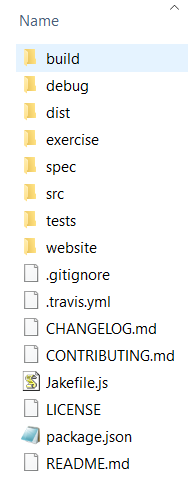 Name
build
debug
dist
exercise
spec
src
tests
website
.gitignore
.travis.yml
CHANGELOG.md
CONTRIBUTING.md
Jakefile.js
LICENSE
package.json
README.md